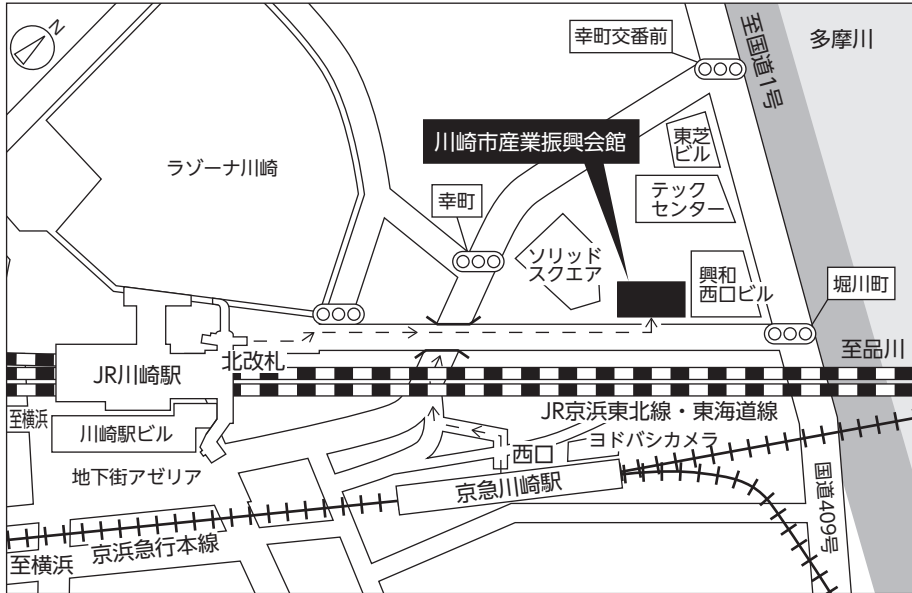 N
幸町交番前
至国道1号
多摩川
川崎市産業振興会館
東芝
ビル
ラゾーナ川崎
幸町
テック
センター
ソリッド
スクエア
興和
西口ビル
堀川町
北改札
至品川
JR川崎駅
JR京浜東北線・東海道線
至横浜
川崎駅ビル
ヨドバシカメラ
西口
地下街アゼリア
京急川崎駅
国道409号
京浜急行本線
至横浜